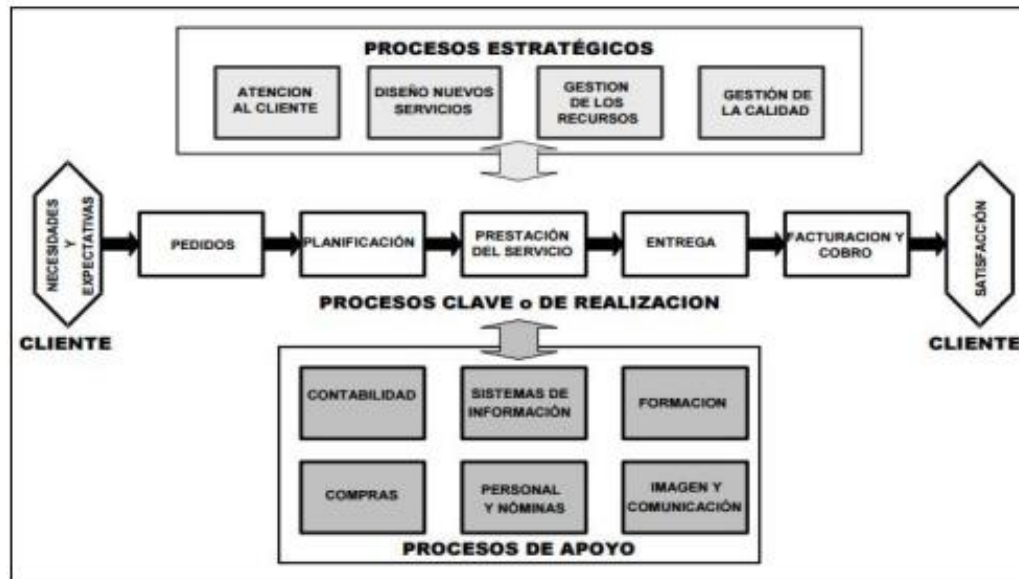 PROCESOS ESTRATÉGICOS
ATENCION
AL CLIENTE
DISEÑO NUEVOS
SERVICIOS
GESTION
DE LOS
RECURSOS
GESTIÓN DE
LA CALIDAD
NECESIDADES
Y
EXPECTATIVAS
CLIENTE
PEDIDOS
PLANIFICACIÓN
PRESTACIÓN
DEL SERVICIO
ENTREGA
FACTURACION Y
COBRO
SATISFACCIÓN
CLIENTE
PROCESOS CLAVE o DE REALIZACION
CONTABILIDAD
SISTEMAS DE
INFORMACIÓN
FORMACION
COMPRAS
PERSONAL
Y NÓMINAS
IMAGEN Y
COMUNICACIÓN
PROCESOS DE APOYO